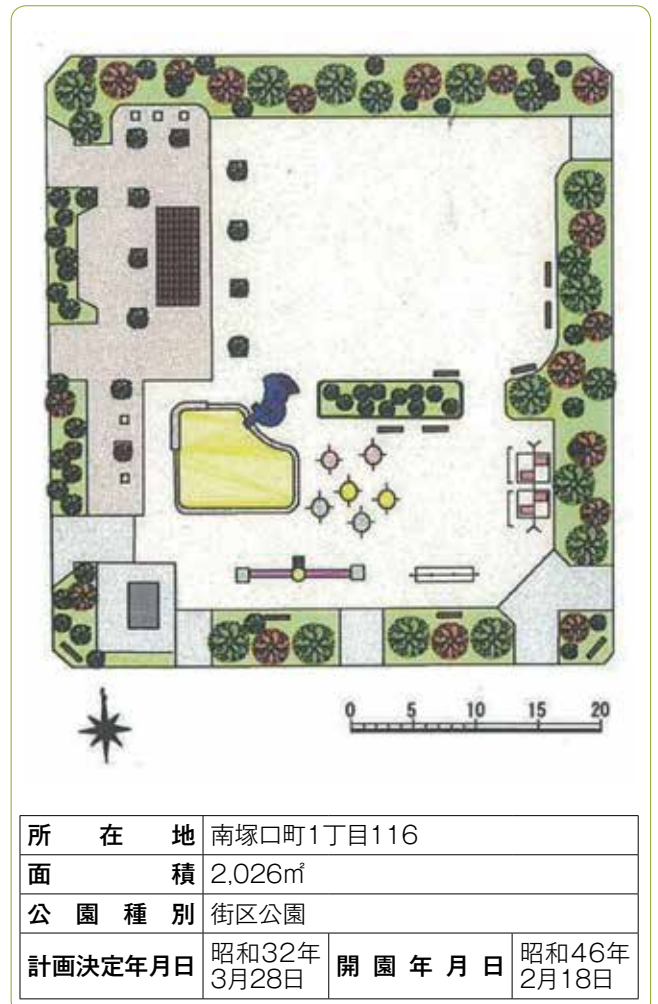 0 5 10 15 20
所在地 南塚口町1丁目116
面積 2,026㎡
公園種別 街区公園
計画決定年月日 昭和32年3月28日 開園年月日 昭和46年2月18日